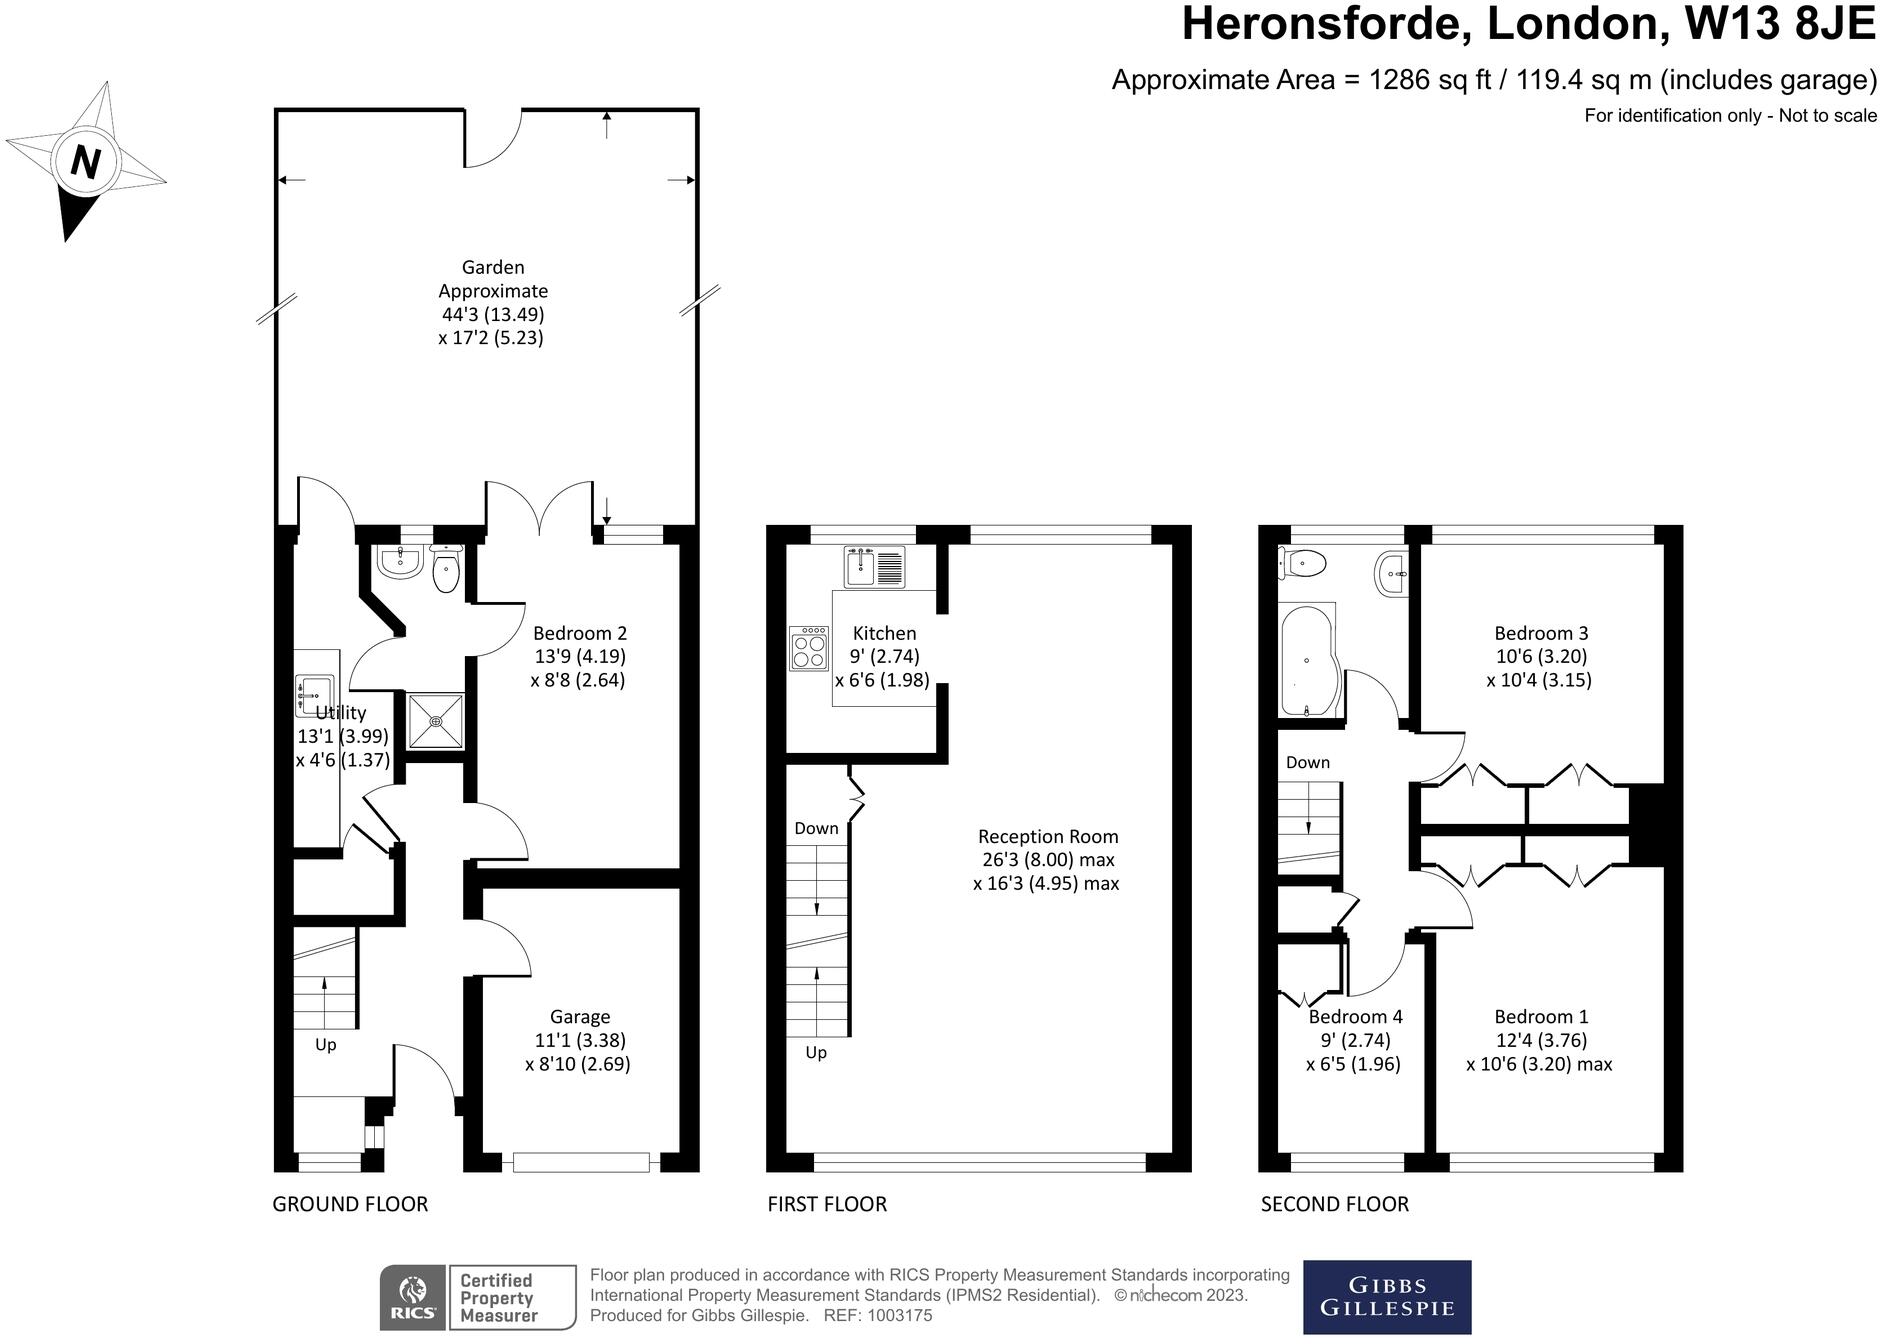 Heronsforde, London, W13 8JE
Approximate Area = 1286 sq ft / 119.4 sq m (includes garage)
For identification only - Not to scale
N
Garden
Approximate
44'3 (13.49)
x 17'2 (5.23)
Bedroom 2
13'9 (4.19)
x 8'8 (2.64)
Utility
13'1 (3.99)
x 4'6 (1.37)
Garage
11'1 (3.38)
x 8'10 (2.69)
Up
GROUND FLOOR
Kitchen
9' (2.74)
x 6'6 (1.98)
Down
Reception Room
26'3 (8.00) max
x 16'3 (4.95) max
Up
FIRST FLOOR
Bedroom 3
10'6 (3.20)
x 10'4 (3.15)
Down
Bedroom 4
9' (2.74)
x 6'5 (1.96)
Bedroom 1
12'4 (3.76)
x 10'6 (3.20) max
SECOND FLOOR
RICS
Certified
Property
Measurer
Floor plan produced in accordance with RICS Property Measurement Standards incorporating
International Property Measurement Standards (IPMS2 Residential). © nichecom 2023.
Produced for Gibbs Gillespie. REF: 1003175
GIBBS
GILLESPIE